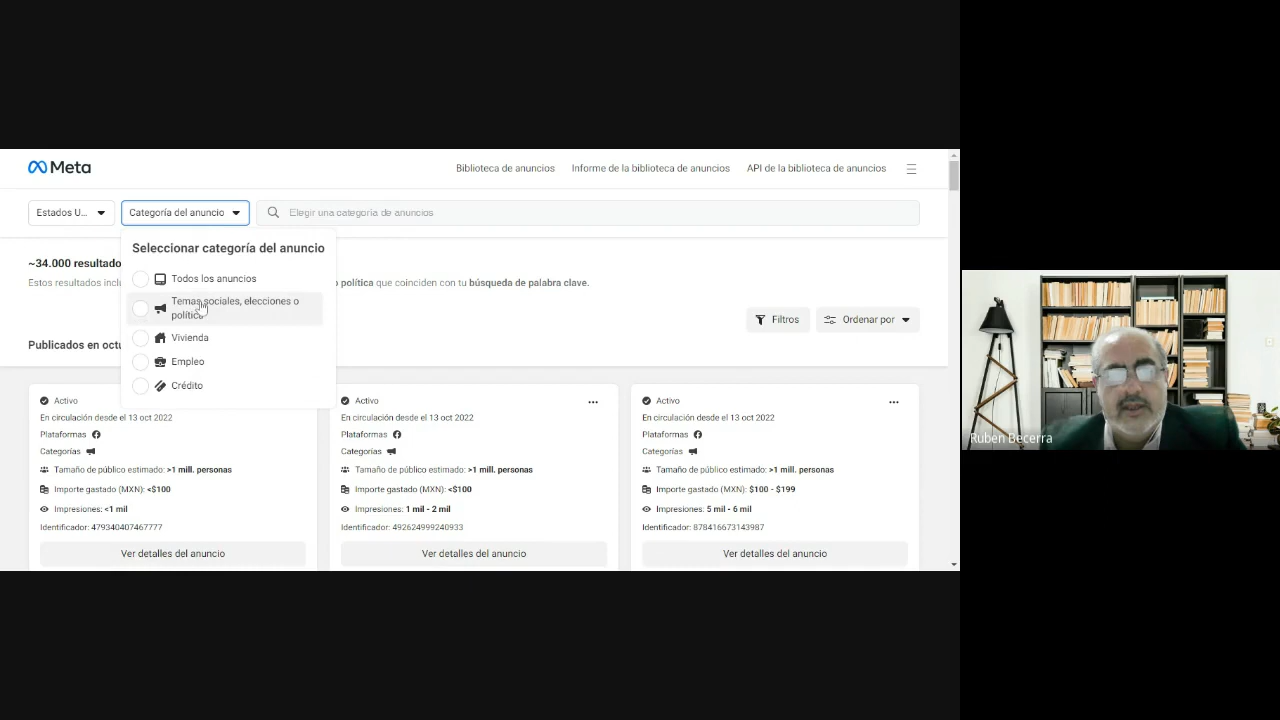 Meta
Biblioteca de anuncios
Informe de la biblioteca de anuncios
API de la biblioteca de anuncios
Estados U...
Categoría del anuncio
Elegir una categoría de anuncios
Seleccionar categoría del anuncio
Todos los anuncios
Temas sociales, elecciones o
política
Vivienda
Empleo
Crédito
~34.000 resultado
Estos resultados inclu
o política que coinciden con tu búsqueda de palabra clave.
Filtros
Ordenar por
Publicados en octu
Activo
En circulación desde el 13 oct 2022
Plataformas
Categorías
Tamaño de público estimado: >1 mill. personas
Importe gastado (MXN): <$100
Impresiones: <1 mil
Identificador: 479340407467777
Ver detalles del anuncio
Activo
En circulación desde el 13 oct 2022
Plataformas
Categorías
Tamaño de público estimado: >1 mill. personas
Importe gastado (MXN): <$100
Impresiones: 1 mil - 2 mil
Identificador: 492624999240933
Ver detalles del anuncio
Activo
En circulación desde el 13 oct 2022
Plataformas
Categorías
Tamaño de público estimado: >1 mill. personas
Importe gastado (MXN): $100 - $199
Impresiones: 5 mil - 6 mil
Identificador: 878416673143987
Ver detalles del anuncio
Ruben Becerra